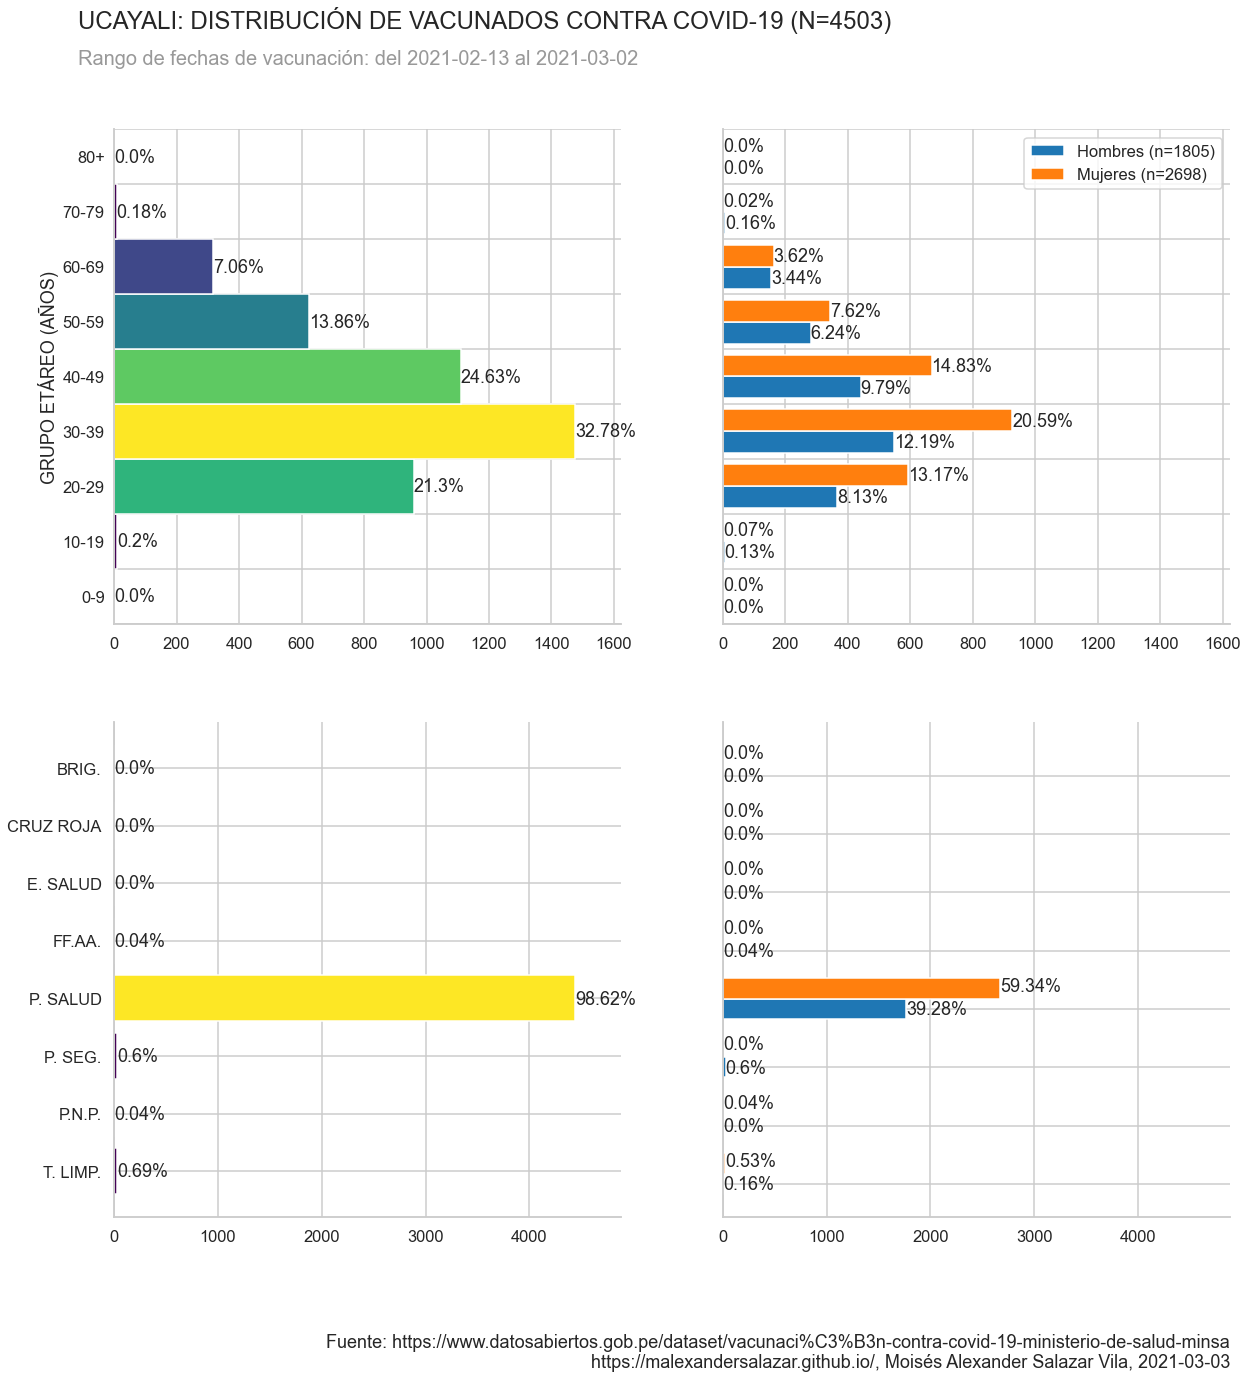 UCAYALI: DISTRIBUCIÓN DE VACUNADOS CONTRA COVID-19 (N=4503)
Rango de fechas de vacunación: del 2021-02-13 al 2021-03-02
GRUPO ETÁREO (AÑOS)
80+ 0.0%
70-79 0.18%
60-69 7.06%
50-59 13.86%
40-49 24.63%
30-39 32.78%
20-29 21.3%
10-19 0.2%
0-9 0.0%
0 200 400 600 800 1000 1200 1400 1600
Hombres (n=1805)
Mujeres (n=2698)
0.0%
0.0%
0.02%
0.16%
3.62%
3.44%
7.62%
6.24%
14.83%
9.79%
20.59%
12.19%
13.17%
8.13%
0.07%
0.13%
0.0%
0.0%
0 200 400 600 800 1000 1200 1400 1600
BRIG. 0.0%
CRUZ ROJA 0.0%
E. SALUD 0.0%
FF.AA. 0.04%
P. SALUD 98.62%
P. SEG. 0.6%
P.N.P. 0.04%
T. LIMP. 0.69%
0 1000 2000 3000 4000
0.0%
0.0%
0.0%
0.0%
0.0%
0.0%
0.0%
0.04%
59.34%
39.28%
0.0%
0.6%
0.04%
0.0%
0.53%
0.16%
0 1000 2000 3000 4000
Fuente: https://www.datosabiertos.gob.pe/dataset/vacunaci%C3%B3n-contra-covid-19-ministerio-de-salud-minsa
https://malexandersalazar.github.io/, Moisés Alexander Salazar Vila, 2021-03-03